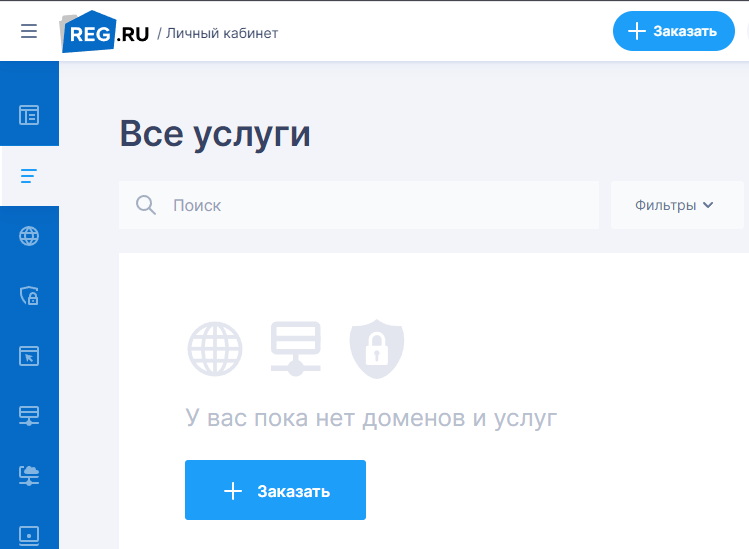 REG.RU / Личный кабинет
Заказать
Все услуги
Поиск
Фильтры
У вас пока нет доменов и услуг
Заказать